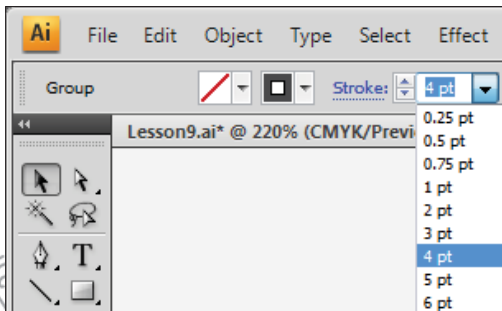 Ai File Edit Object Type Select Effect
Group Stroke: 4 pt
Lesson9.ai* @ 220% (CMYK/Previ
0.25 pt
0.5 pt
0.75 pt
1 pt
2 pt
3 pt
4 pt
5 pt
6 pt